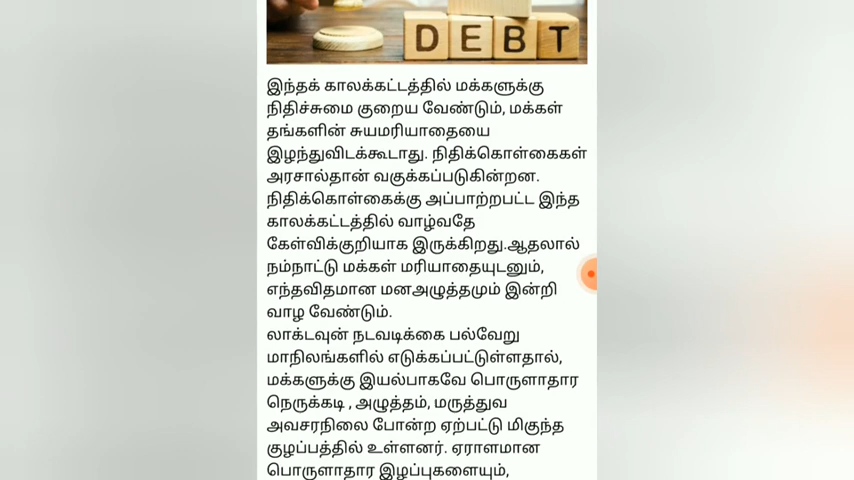 DEBT
இந்தக் காலக்கட்டத்தில் மக்களுக்கு
நிதிச்சுமை குறைய வேண்டும், மக்கள்
தங்களின் சுயமரியாதையை
இழந்துவிடக்கூடாது. நிதிக்கொள்கைகள்
அரசால்தான் வகுக்கப்படுகின்றன.
நிதிக்கொள்கைக்கு அப்பாற்றபட்ட இந்த
காலக்கட்டத்தில் வாழ்வதே
கேள்விக்குறியாக இருக்கிறது.ஆதலால்
நம்நாட்டு மக்கள் மரியாதையுடனும்,
எந்தவிதமான மனஅழுத்தமும் இன்றி
வாழ வேண்டும்.
லாக்டவுன் நடவடிக்கை பல்வேறு
மாநிலங்களில் எடுக்கப்பட்டுள்ளதால்,
மக்களுக்கு இயல்பாகவே பொருளாதார
நெருக்கடி , அழுத்தம், மருத்துவ
அவசரநிலை போன்ற ஏற்பட்டு மிகுந்த
குழப்பத்தில் உள்ளனர். ஏராளமான
பொருளாதார இழப்புகளையும்,